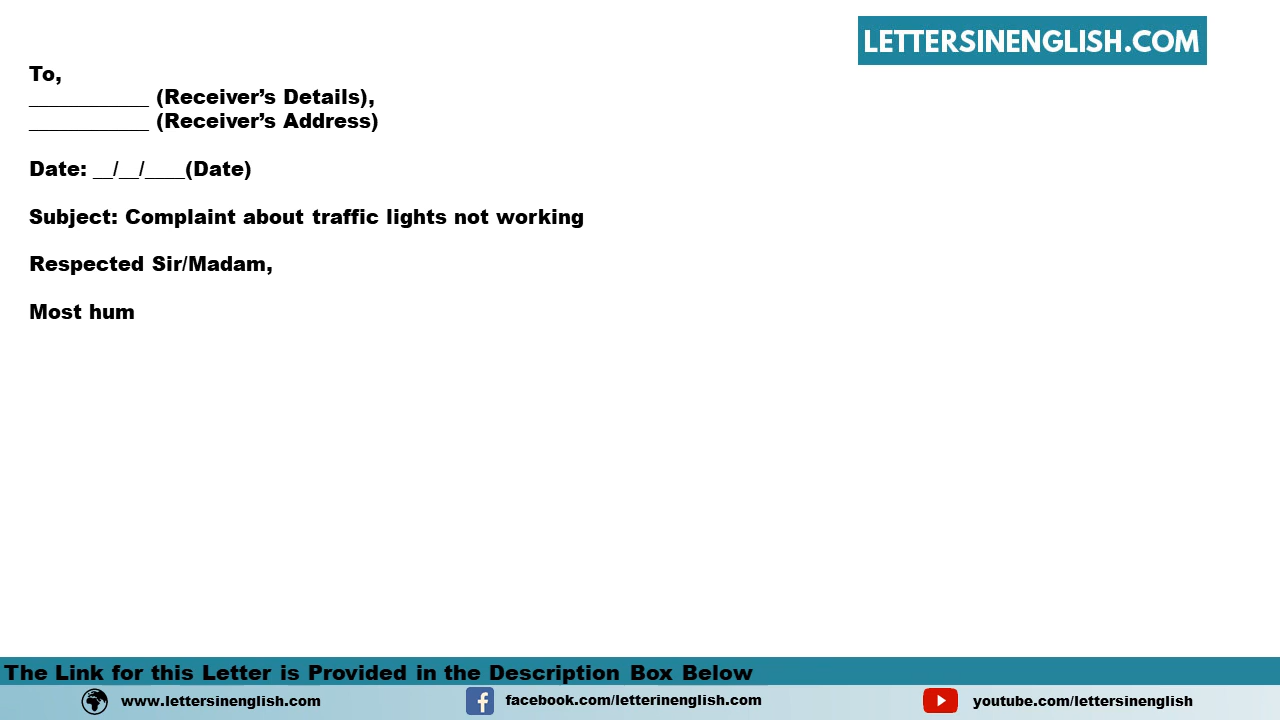 LETTERSINENGLISH.COM
To,
____________ (Receiver’s Details),
____________ (Receiver’s Address)
Date: __/__/____(Date)
Subject: Complaint about traffic lights not working
Respected Sir/Madam,
Most hum
The Link for this Letter is Provided in the Description Box Below
www.lettersinenglish.com
facebook.com/letterinenglish.com
youtube.com/lettersinenglish